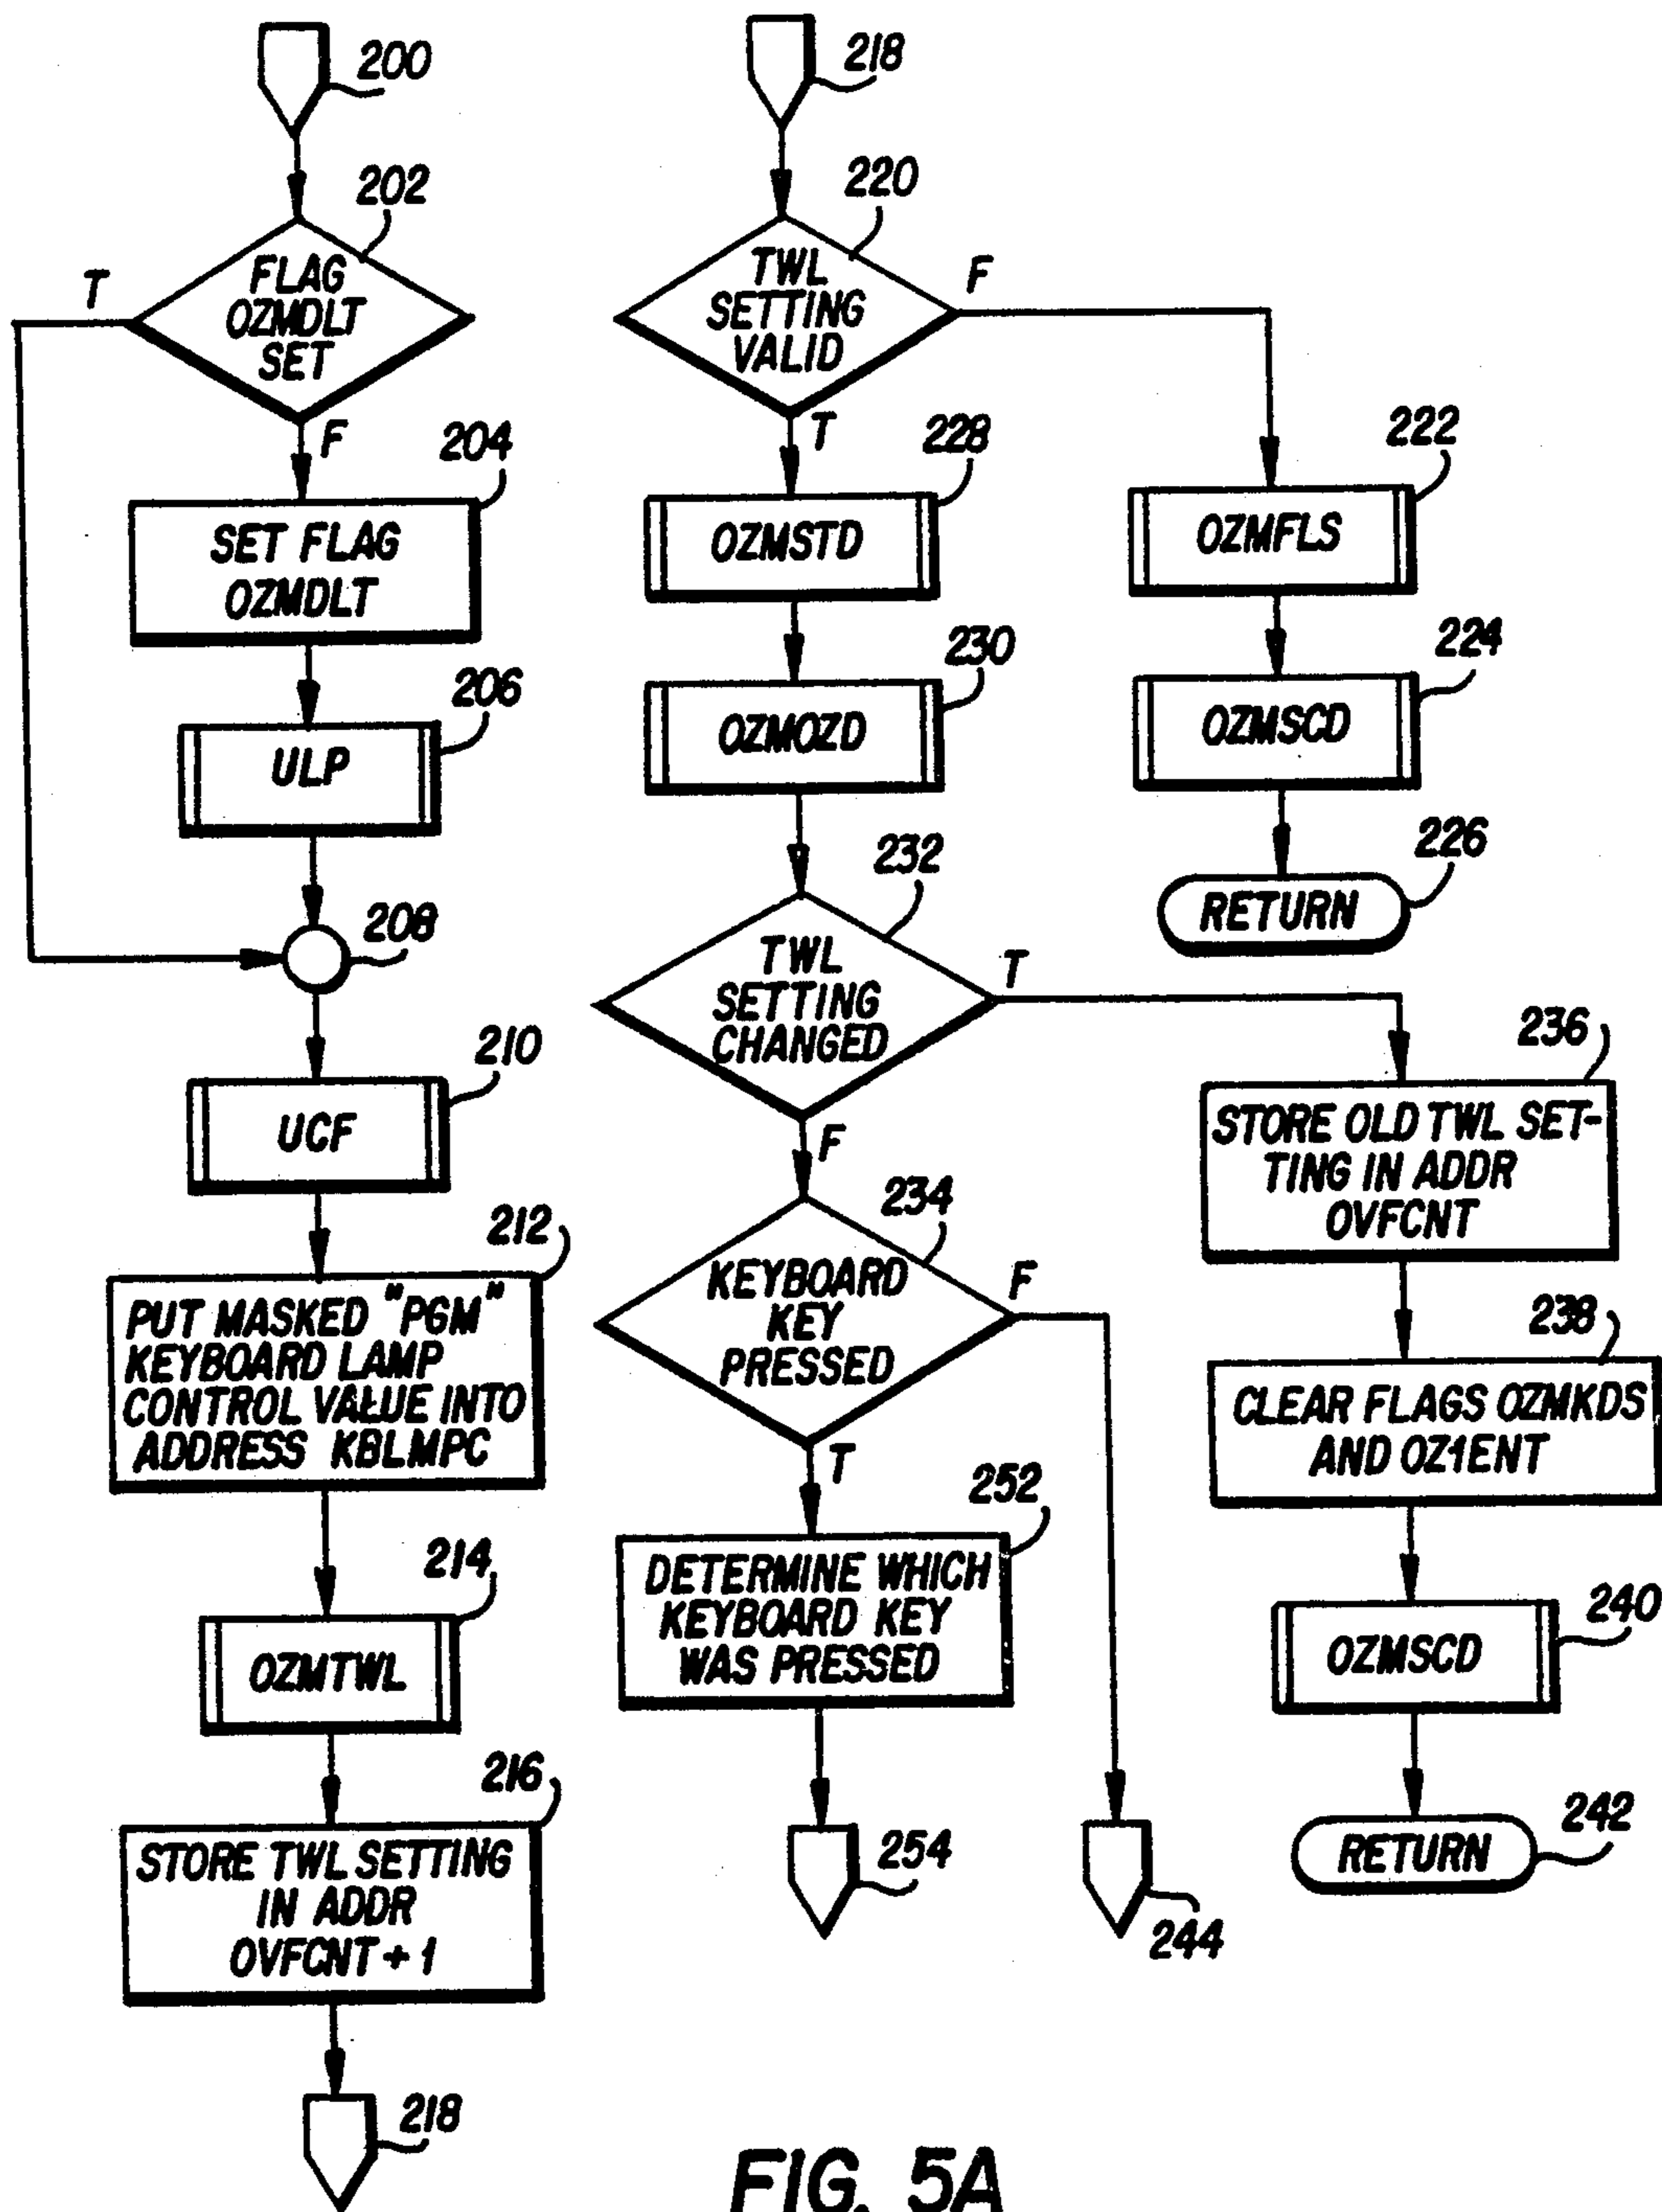 200
202
T
FLAG
OZMDLT
SET
F
204
SET FLAG
OZMDLT
206
ULP
208
210
UCF
212
PUT MASKED "PGM"
KEYBOARD LAMP
CONTROL VALUE INTO
ADDRESS KBLMPC
214
OZMTWL
216
STORE TWL SETTING
IN ADDR
OVFCNT + 1
218
218
220
TWL
SETTING
VALID
F
T
228
OZMSTD
230
OZMOZD
222
OZMFLS
224
OZMSCD
226
RETURN
232
TWL
SETTING
CHANGED
T
F
234
KEYBOARD
KEY
PRESSED
F
T
252
DETERMINE WHICH
KEYBOARD KEY
WAS PRESSED
254
244
236
STORE OLD TWL SET-
TING IN ADDR
OVFCNT
238
CLEAR FLAGS OZMKDS
AND OZ1ENT
240
OZMSCD
242
RETURN
FIG. 5A